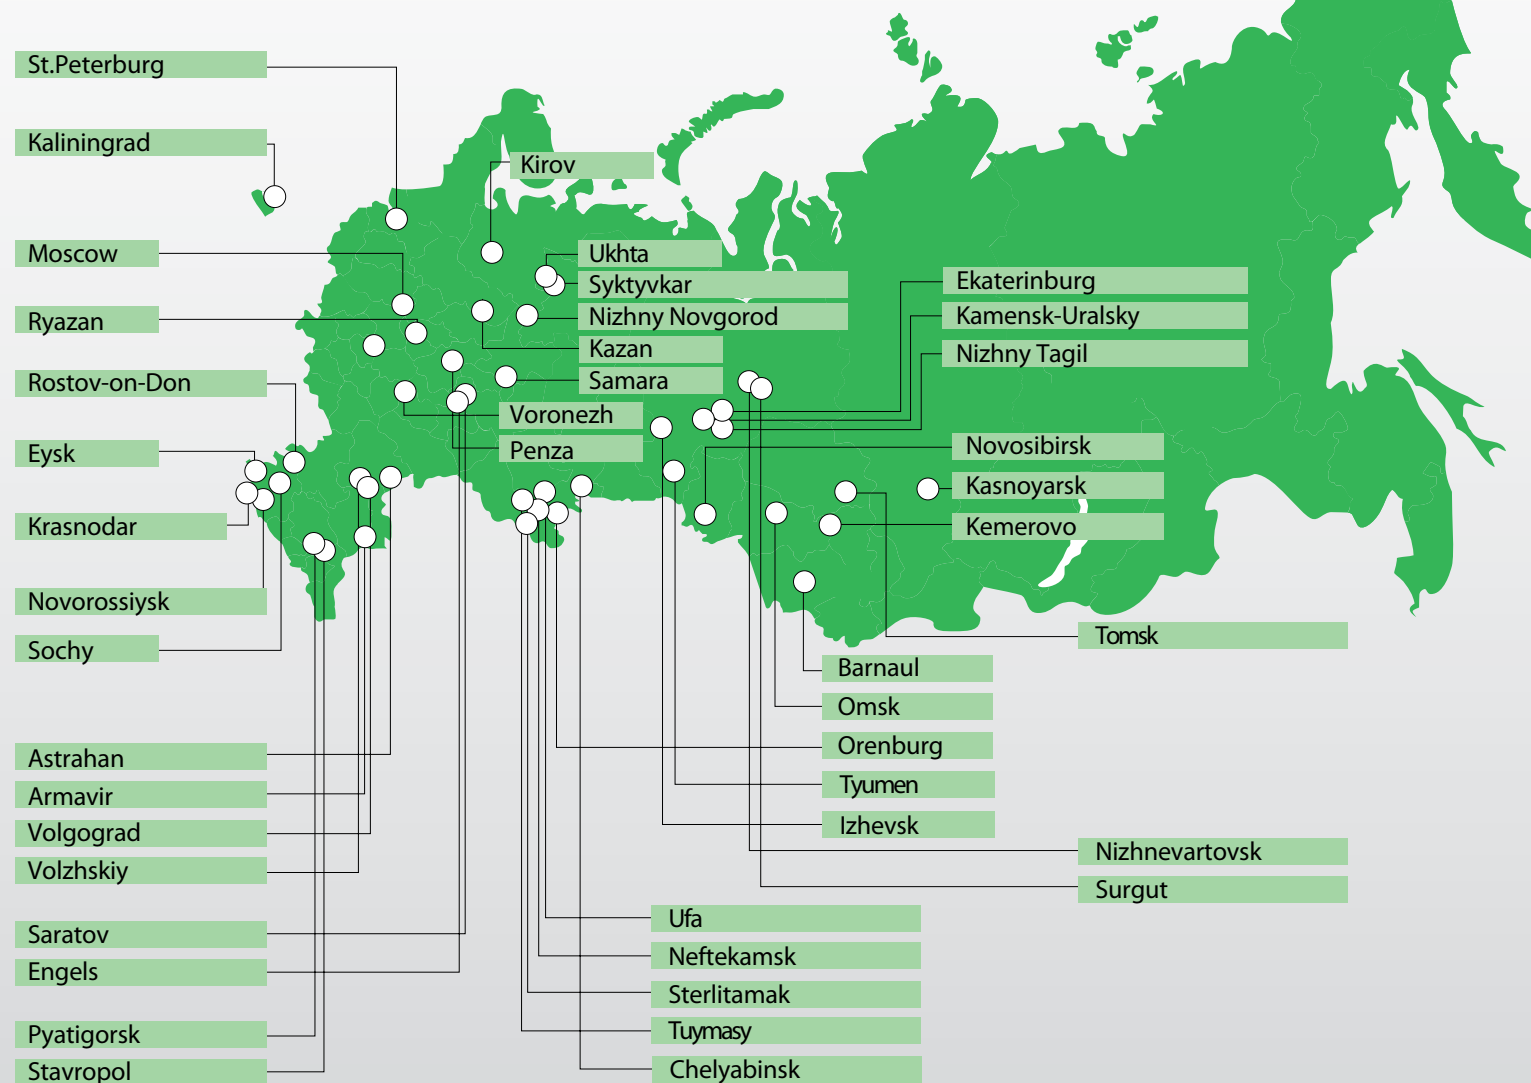 St.Peterburg
Kaliningrad
Kirov
Moscow
Ukhta
Syktyvkar
Ekaterinburg
Ryazan
Nizhny Novgorod
Kamensk-Uralsky
Kazan
Nizhny Tagil
Rostov-on-Don
Samara
Voronezh
Eysk
Penza
Novosibirsk
Kasnoyarsk
Krasnodar
Kemerovo
Novorossiysk
Sochy
Tomsk
Barnaul
Omsk
Astrahan
Orenburg
Armavir
Tyumen
Volgograd
Izhevsk
Volzhskiy
Nizhnevartovsk
Surgut
Saratov
Ufa
Engels
Neftekamsk
Sterlitamak
Pyatigorsk
Tuymasy
Stavropol
Chelyabinsk